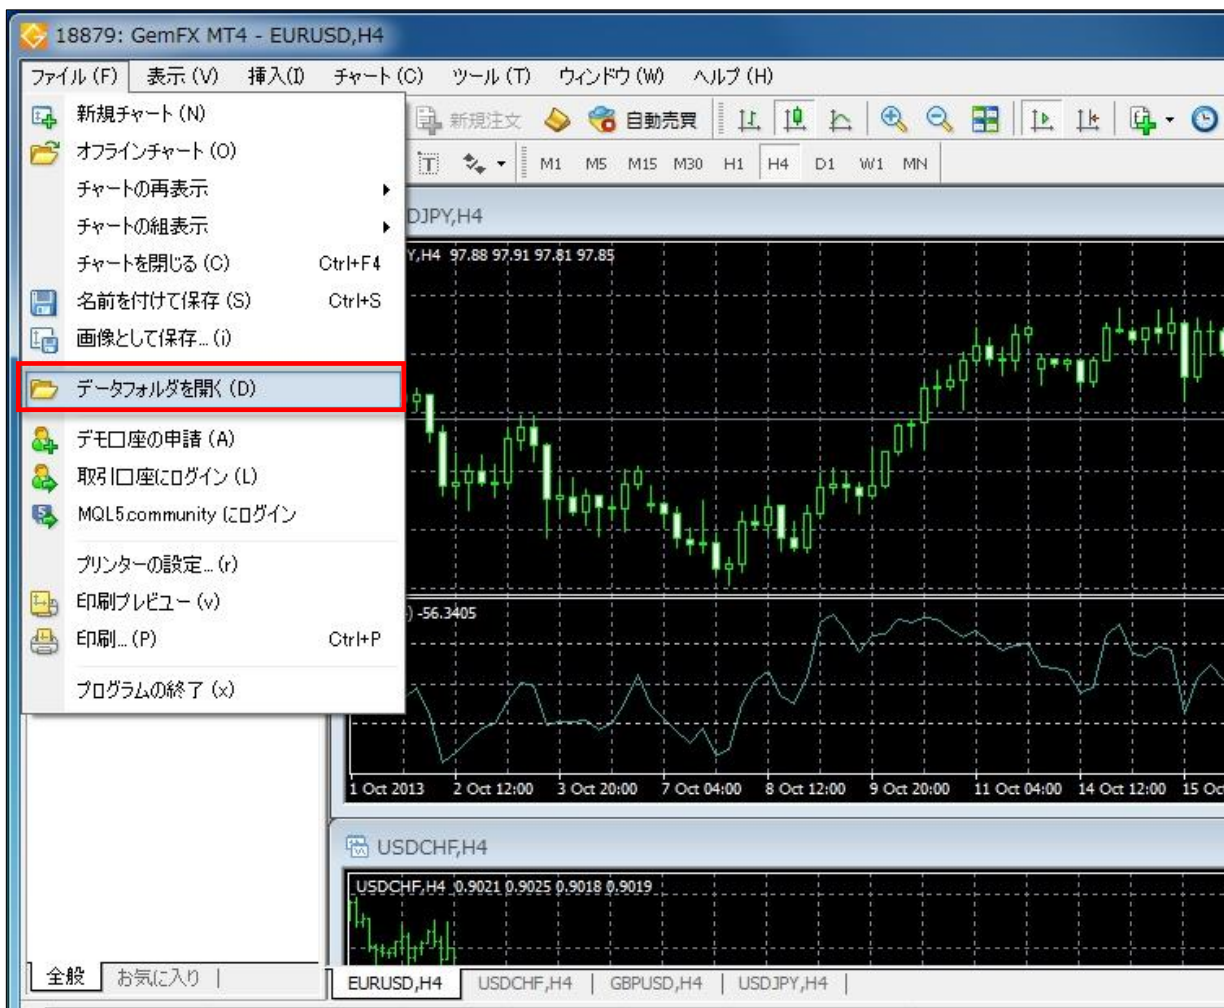 18879: GemFX MT4 - EURUSD,H4
ファイル (F) 表示 (V) 挿入(I) チャート (C) ツール (T) ウィンドウ (W) ヘルプ (H)
新規チャート (N)
オフラインチャート (O)
チャートの再表示
チャートの組表示
チャートを閉じる (C) Ctrl+F4
名前を付けて保存 (S) Ctrl+S
画像として保存... (i)
データフォルダを開く (D)
デモ口座の申請 (A)
取引口座にログイン (L)
MQL5.community にログイン
プリンターの設定... (r)
印刷プレビュー (v)
印刷... (P) Ctrl+P
プログラムの終了 (x)
新規注文 自動売買
T M1 M5 M15 M30 H1 H4 D1 W1 MN
DJPY,H4
Y,H4 97.88 97.91 97.81 97.85
) -56.3405
1 Oct 2013 2 Oct 12:00 3 Oct 20:00 7 Oct 04:00 8 Oct 12:00 9 Oct 20:00 11 Oct 04:00 14 Oct 12:00 15 Oc
USDCHF,H4
USDCHF,H4 0.9021 0.9025 0.9018 0.9019
全般 お気に入り
EURUSD,H4 USDCHF,H4 GBPUSD,H4 USDJPY,H4